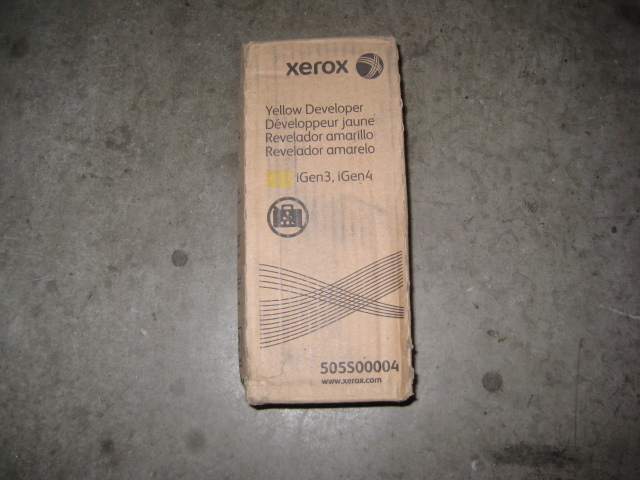 xerox
Yellow Developer
Développeur jaune
Revelador amarillo
Revelador amarelo
iGen3, iGen4
505S00004
www.xerox.com